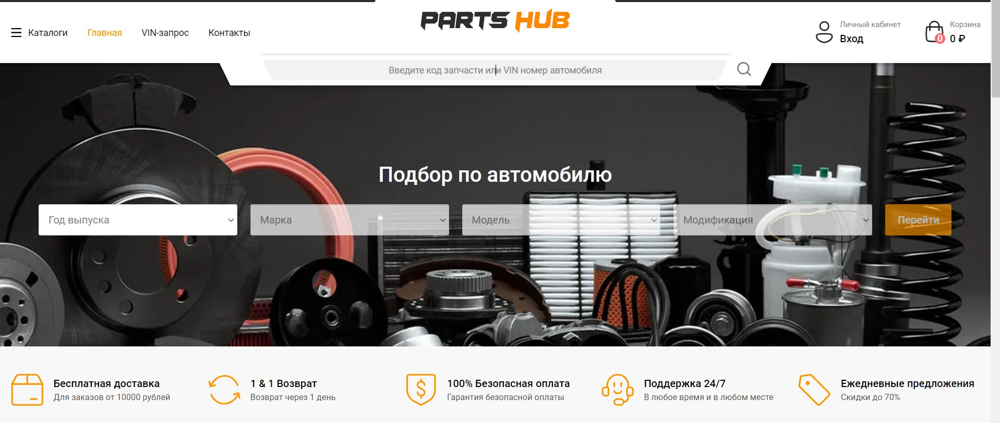 PARTS HUB
Каталоги
Главная
VIN-запрос
Контакты
Личный кабинет
Вход
Корзина
0
0 ₽
Введите код запчасти или VIN номер автомобиля
Подбор по автомобилю
Год выпуска
Марка
Модель
Модификация
Перейти
Бесплатная доставка
Для заказов от 10000 рублей
1 & 1 Возврат
Возврат через 1 день
100% Безопасная оплата
Гарантия безопасной оплаты
Поддержка 24/7
В любое время и в любом месте
Ежедневные предложения
Скидки до 70%